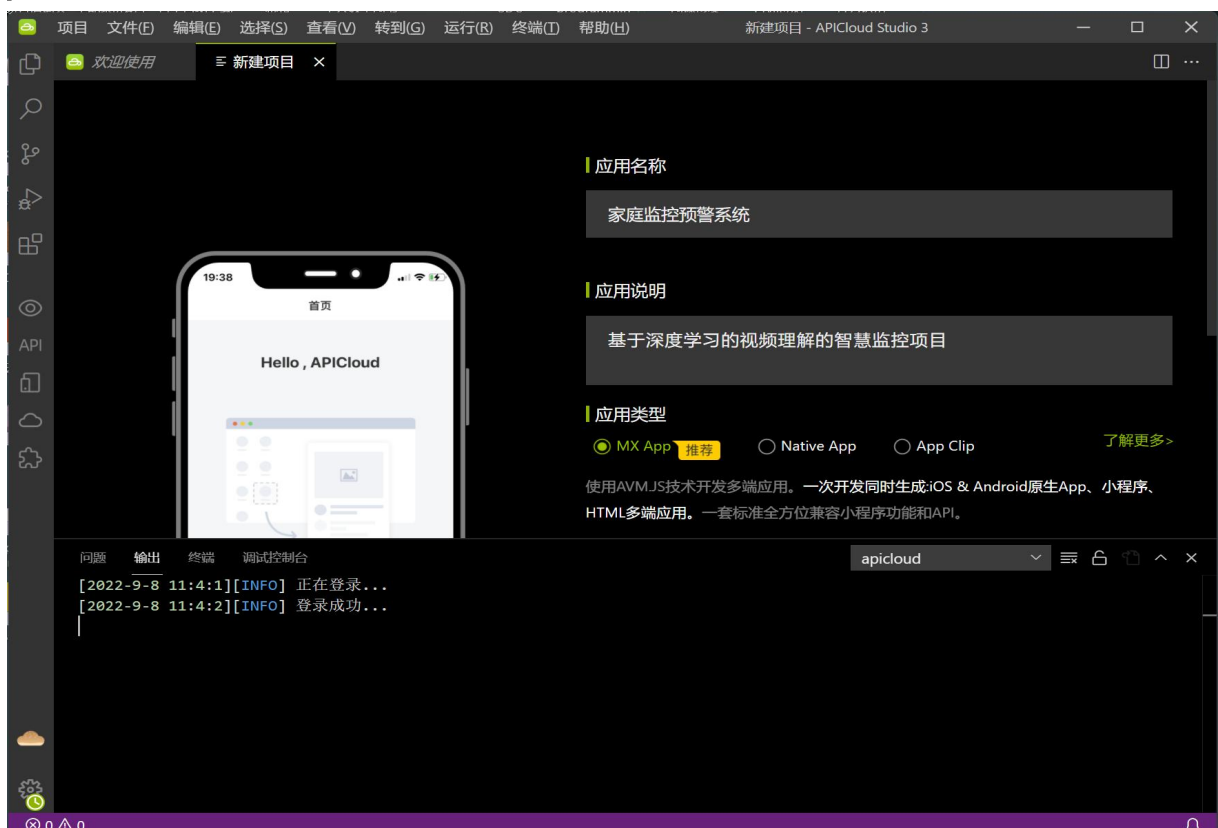 项目 文件(F) 编辑(E) 选择(S) 查看(V) 转到(G) 运行(R) 终端(T) 帮助(H) 新建项目 - APICloud Studio 3
欢迎使用 新建项目
应用名称
家庭监控预警系统
19:38
首页
应用说明
API
基于深度学习的视频理解的智慧监控项目
Hello , APICloud
应用类型
MX App 推荐 Native App App Clip 了解更多>
使用AVM.JS技术开发多端应用。一次开发同时生成:iOS & Android原生App、小程序、
HTML多端应用。一套标准全方位兼容小程序功能和API。
问题 输出 终端 调试控制台 apicloud
[2022-9-8 11:4:1][INFO] 正在登录...
[2022-9-8 11:4:2][INFO] 登录成功...
0 0